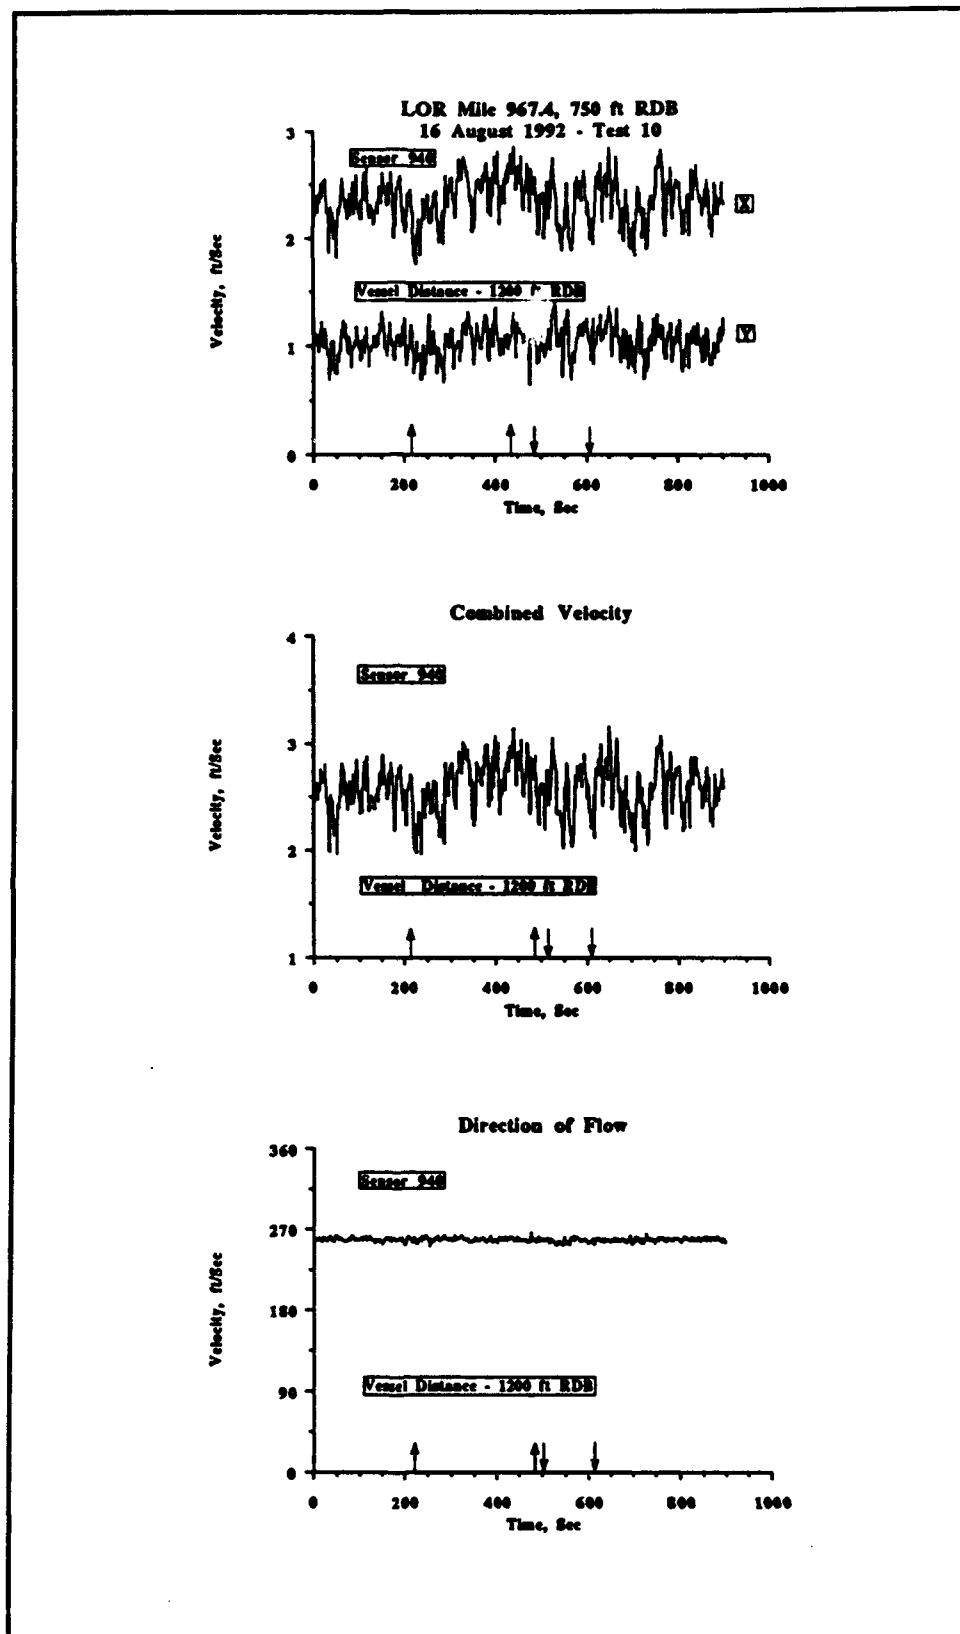 LOR Mile 967.4, 750 ft RDB
16 August 1992 - Test 10
3
Sensor 940
X
2
Velocity, ft/Sec
Vessel Distance - 1200 ft RDB
Y
1
0
0 200 400 600 800 1000
Time, Sec
Combined Velocity
4
Sensor 940
3
Velocity, ft/Sec
2
Vessel Distance - 1200 ft RDB
1
0 200 400 600 800 1000
Time, Sec
Direction of Flow
360
Sensor 940
270
Velocity, ft/Sec
180
Vessel Distance - 1200 ft RDB
90
0
0 200 400 600 800 1000
Time, Sec